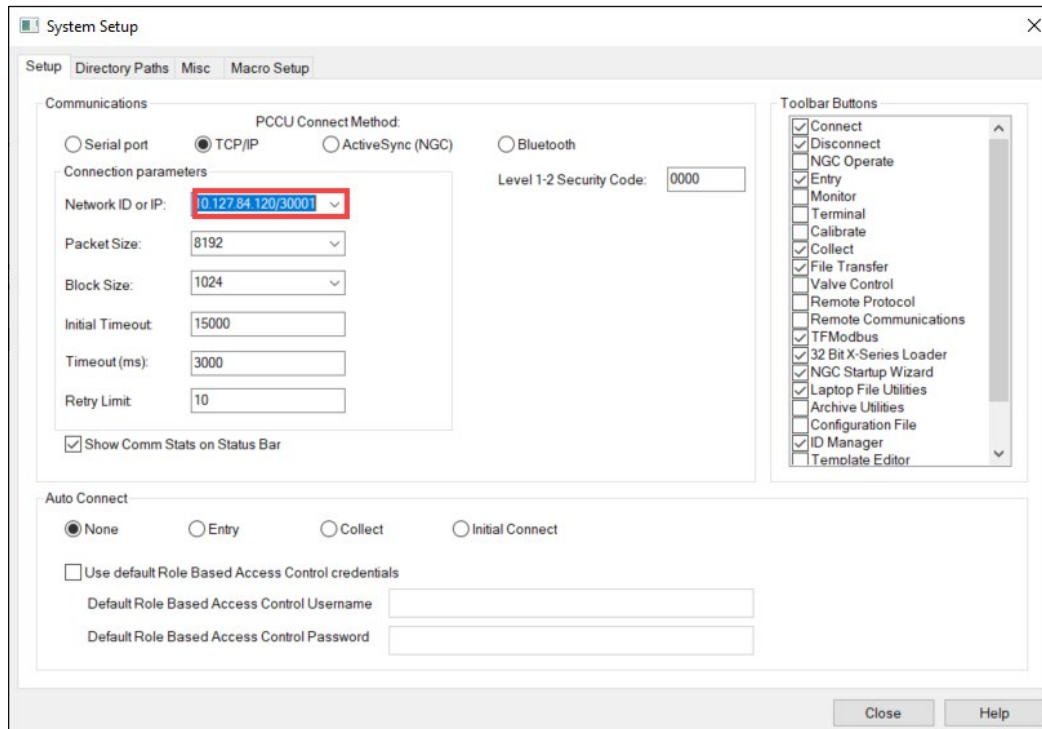 System Setup
Setup Directory Paths Misc Macro Setup
Communications
PCCU Connect Method:
Serial port TCP/IP ActiveSync (NGC) Bluetooth
Connection parameters
Level 1-2 Security Code: 0000
Network ID or IP: 10.127.84.120/30001
Packet Size: 8192
Block Size: 1024
Initial Timeout: 15000
Timeout (ms): 3000
Retry Limit: 10
Show Comm Stats on Status Bar
Toolbar Buttons
Connect
Disconnect
NGC Operate
Entry
Monitor
Terminal
Calibrate
Collect
File Transfer
Valve Control
Remote Protocol
Remote Communications
TFModbus
32 Bit X-Series Loader
NGC Startup Wizard
Laptop File Utilities
Archive Utilities
Configuration File
ID Manager
Template Editor
Auto Connect
None Entry Collect Initial Connect
Use default Role Based Access Control credentials
Default Role Based Access Control Username
Default Role Based Access Control Password
Close Help